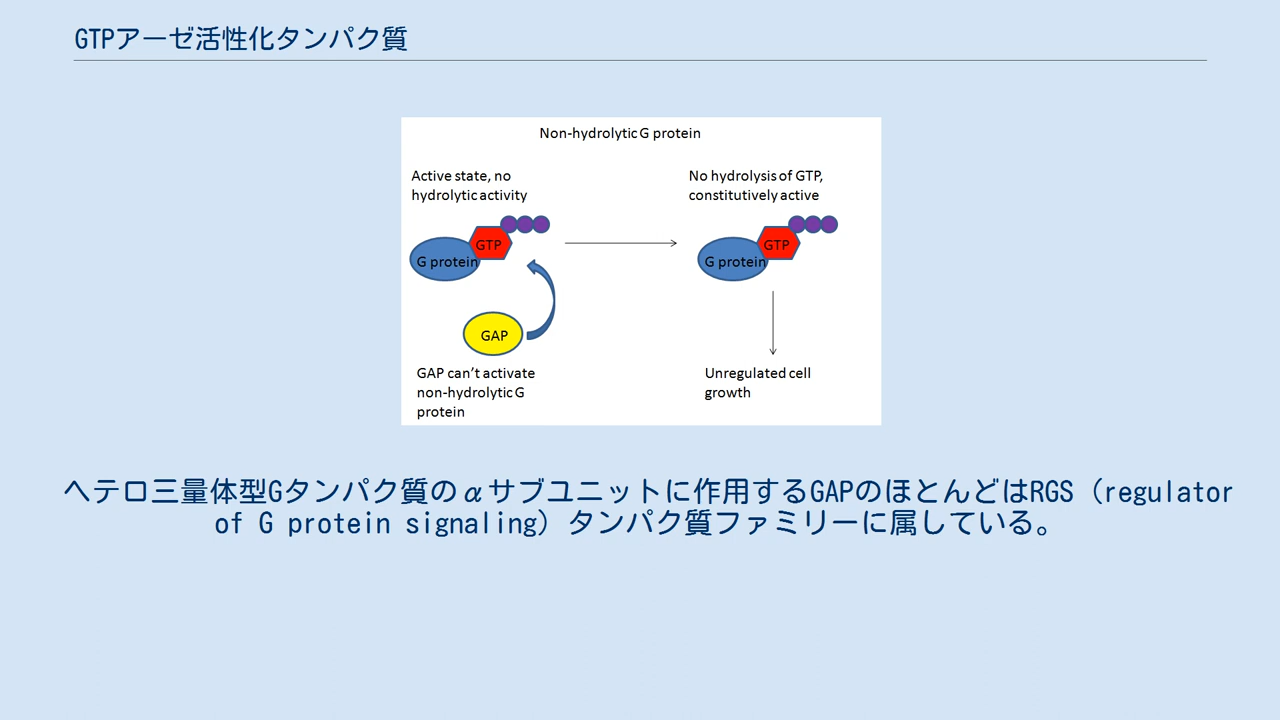 GTPアーゼ活性化タンパク質
Non-hydrolytic G protein
Active state, no
hydrolytic activity
GTP
G protein
GAP
GAP can't activate
non-hydrolytic G
protein
No hydrolysis of GTP,
constitutively active
GTP
G protein
Unregulated cell
growth
ヘテロ三量体型Gタンパク質のαサブユニットに作用するGAPのほとんどはRGS（regulator
of G protein signaling）タンパク質ファミリーに属している。